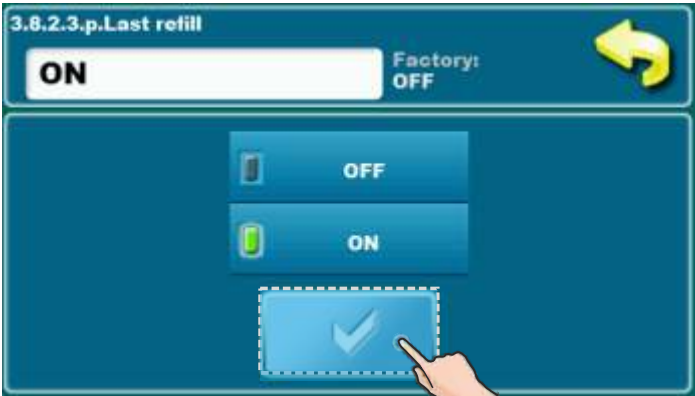 3.8.2.3.p.Last refill
ON
Factory:
OFF
OFF
ON